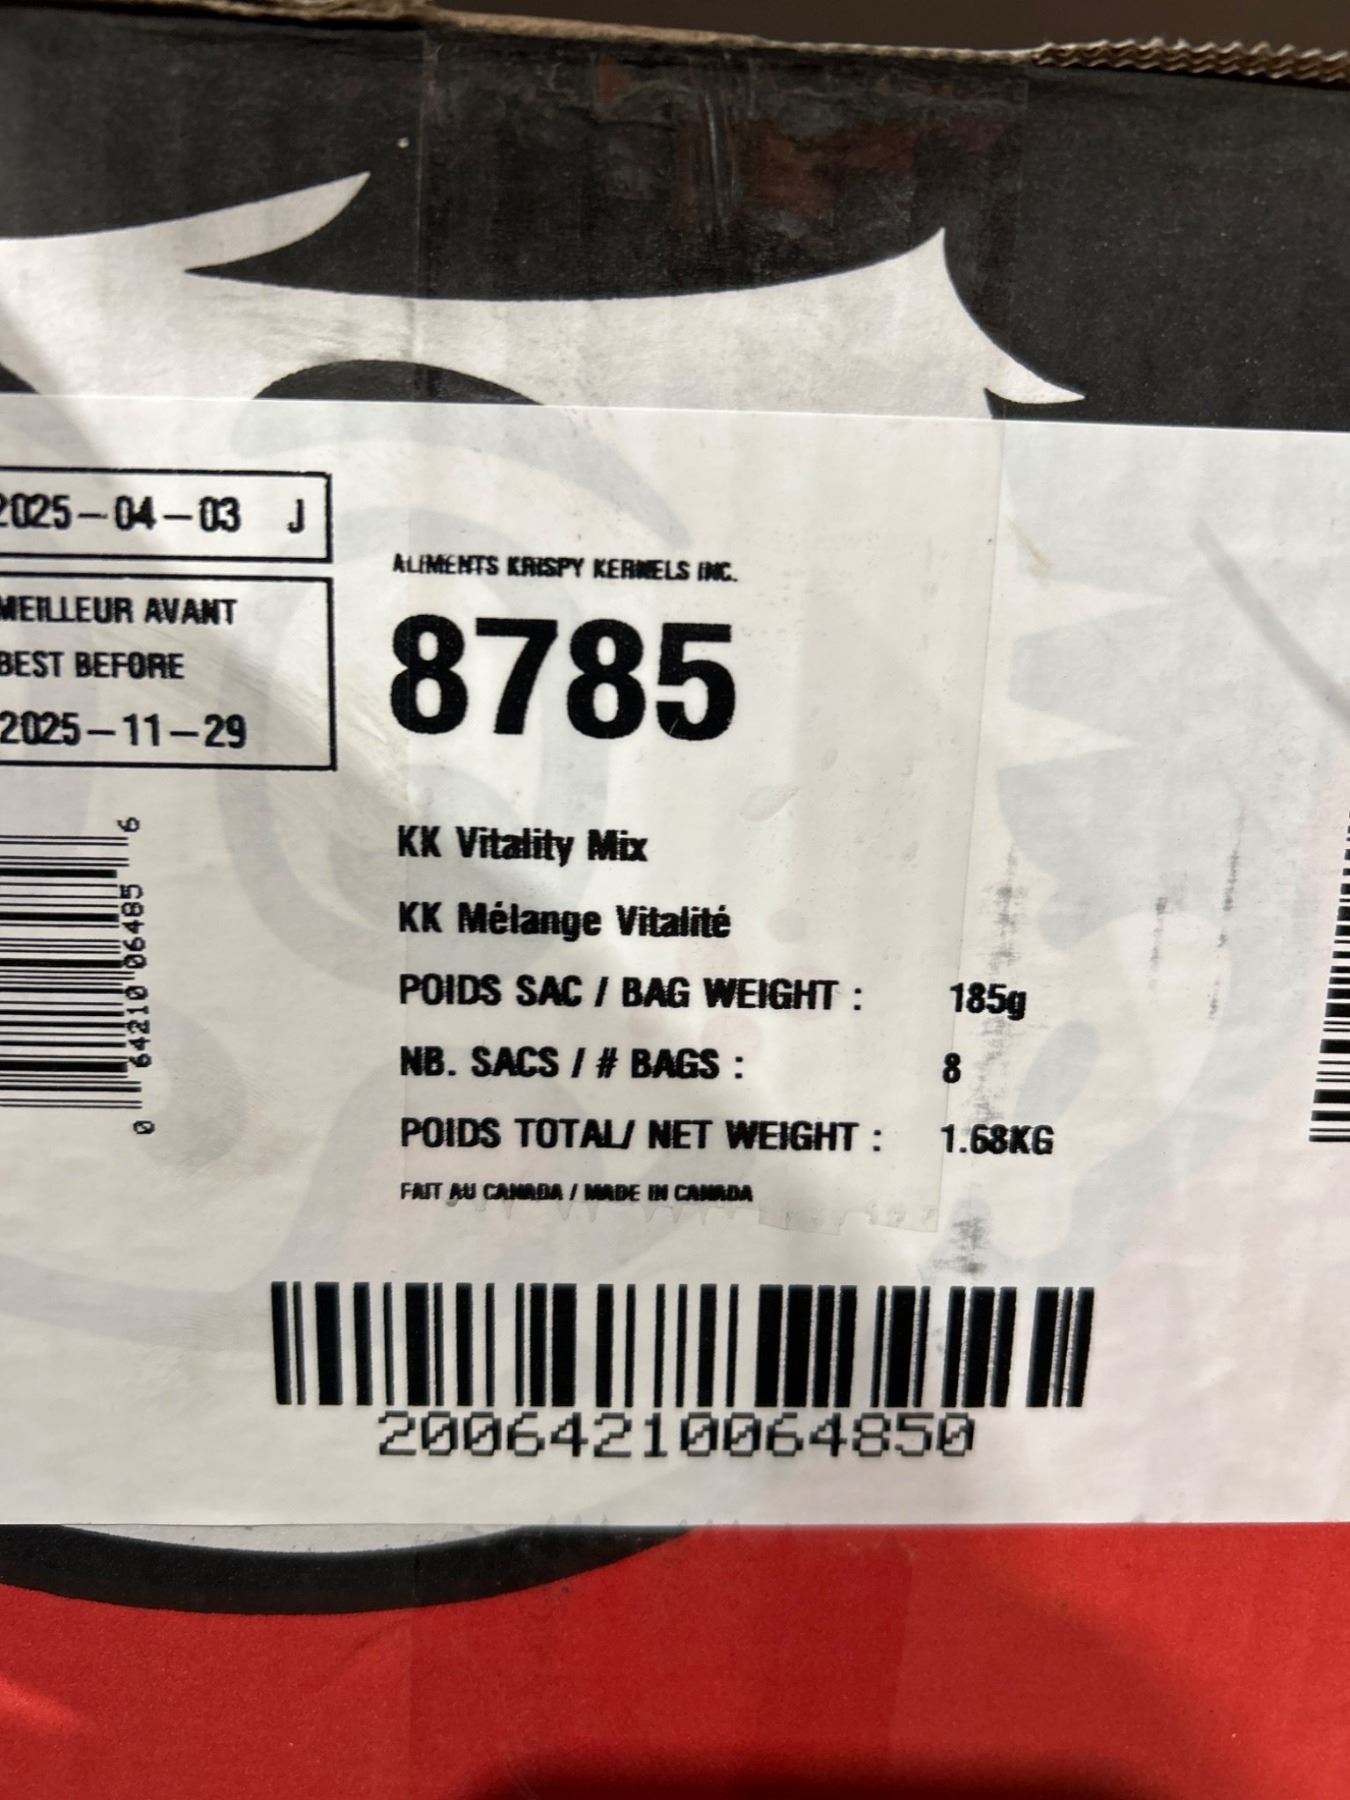 2025-04-03 J
MEILLEUR AVANT
BEST BEFORE
2025-11-29
0 64210 06485 6
ALIMENTS KRISPY KERNELS INC.
8785
KK Vitality Mix
KK Mélange Vitalité
POIDS SAC / BAG WEIGHT : 185g
NB. SACS / # BAGS : 8
POIDS TOTAL/ NET WEIGHT : 1.68KG
FAIT AU CANADA / MADE IN CANADA
20064210064850